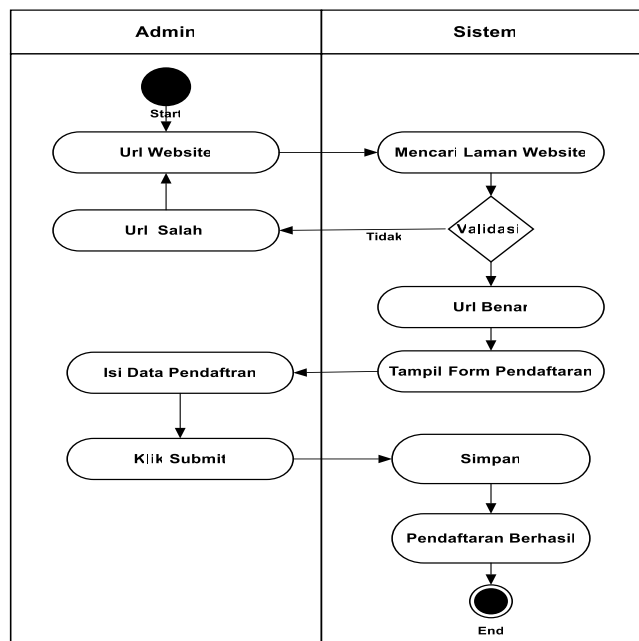 Admin
Sistem
Start
Url Website
Mencari Laman Website
Url Salah
Tidak
Validasi
Url Benar
Isi Data Pendaftran
Tampil Form Pendaftaran
Klik Submit
Simpan
Pendaftaran Berhasil
End